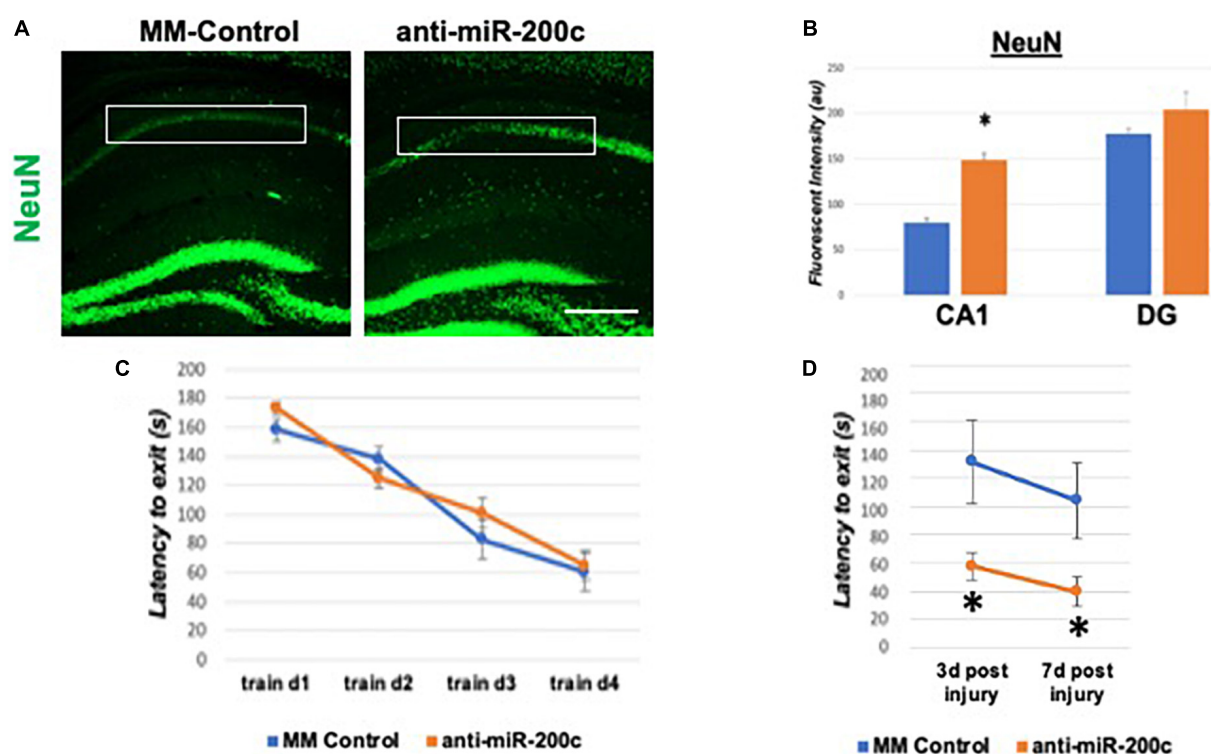 A
MM-Control
anti-miR-200c
NeuN
B
NeuN
Fluorescent Intensity (au)
250
200
150
100
50
0
*
CA1
DG
C
Latency to exit (s)
200
180
160
140
120
100
80
60
40
20
0
train d1
train d2
train d3
train d4
MM Control
anti-miR-200c
D
Latency to exit (s)
200
180
160
140
120
100
80
60
40
20
0
*
*
3d post
injury
7d post
injury
MM Control
anti-miR-200c